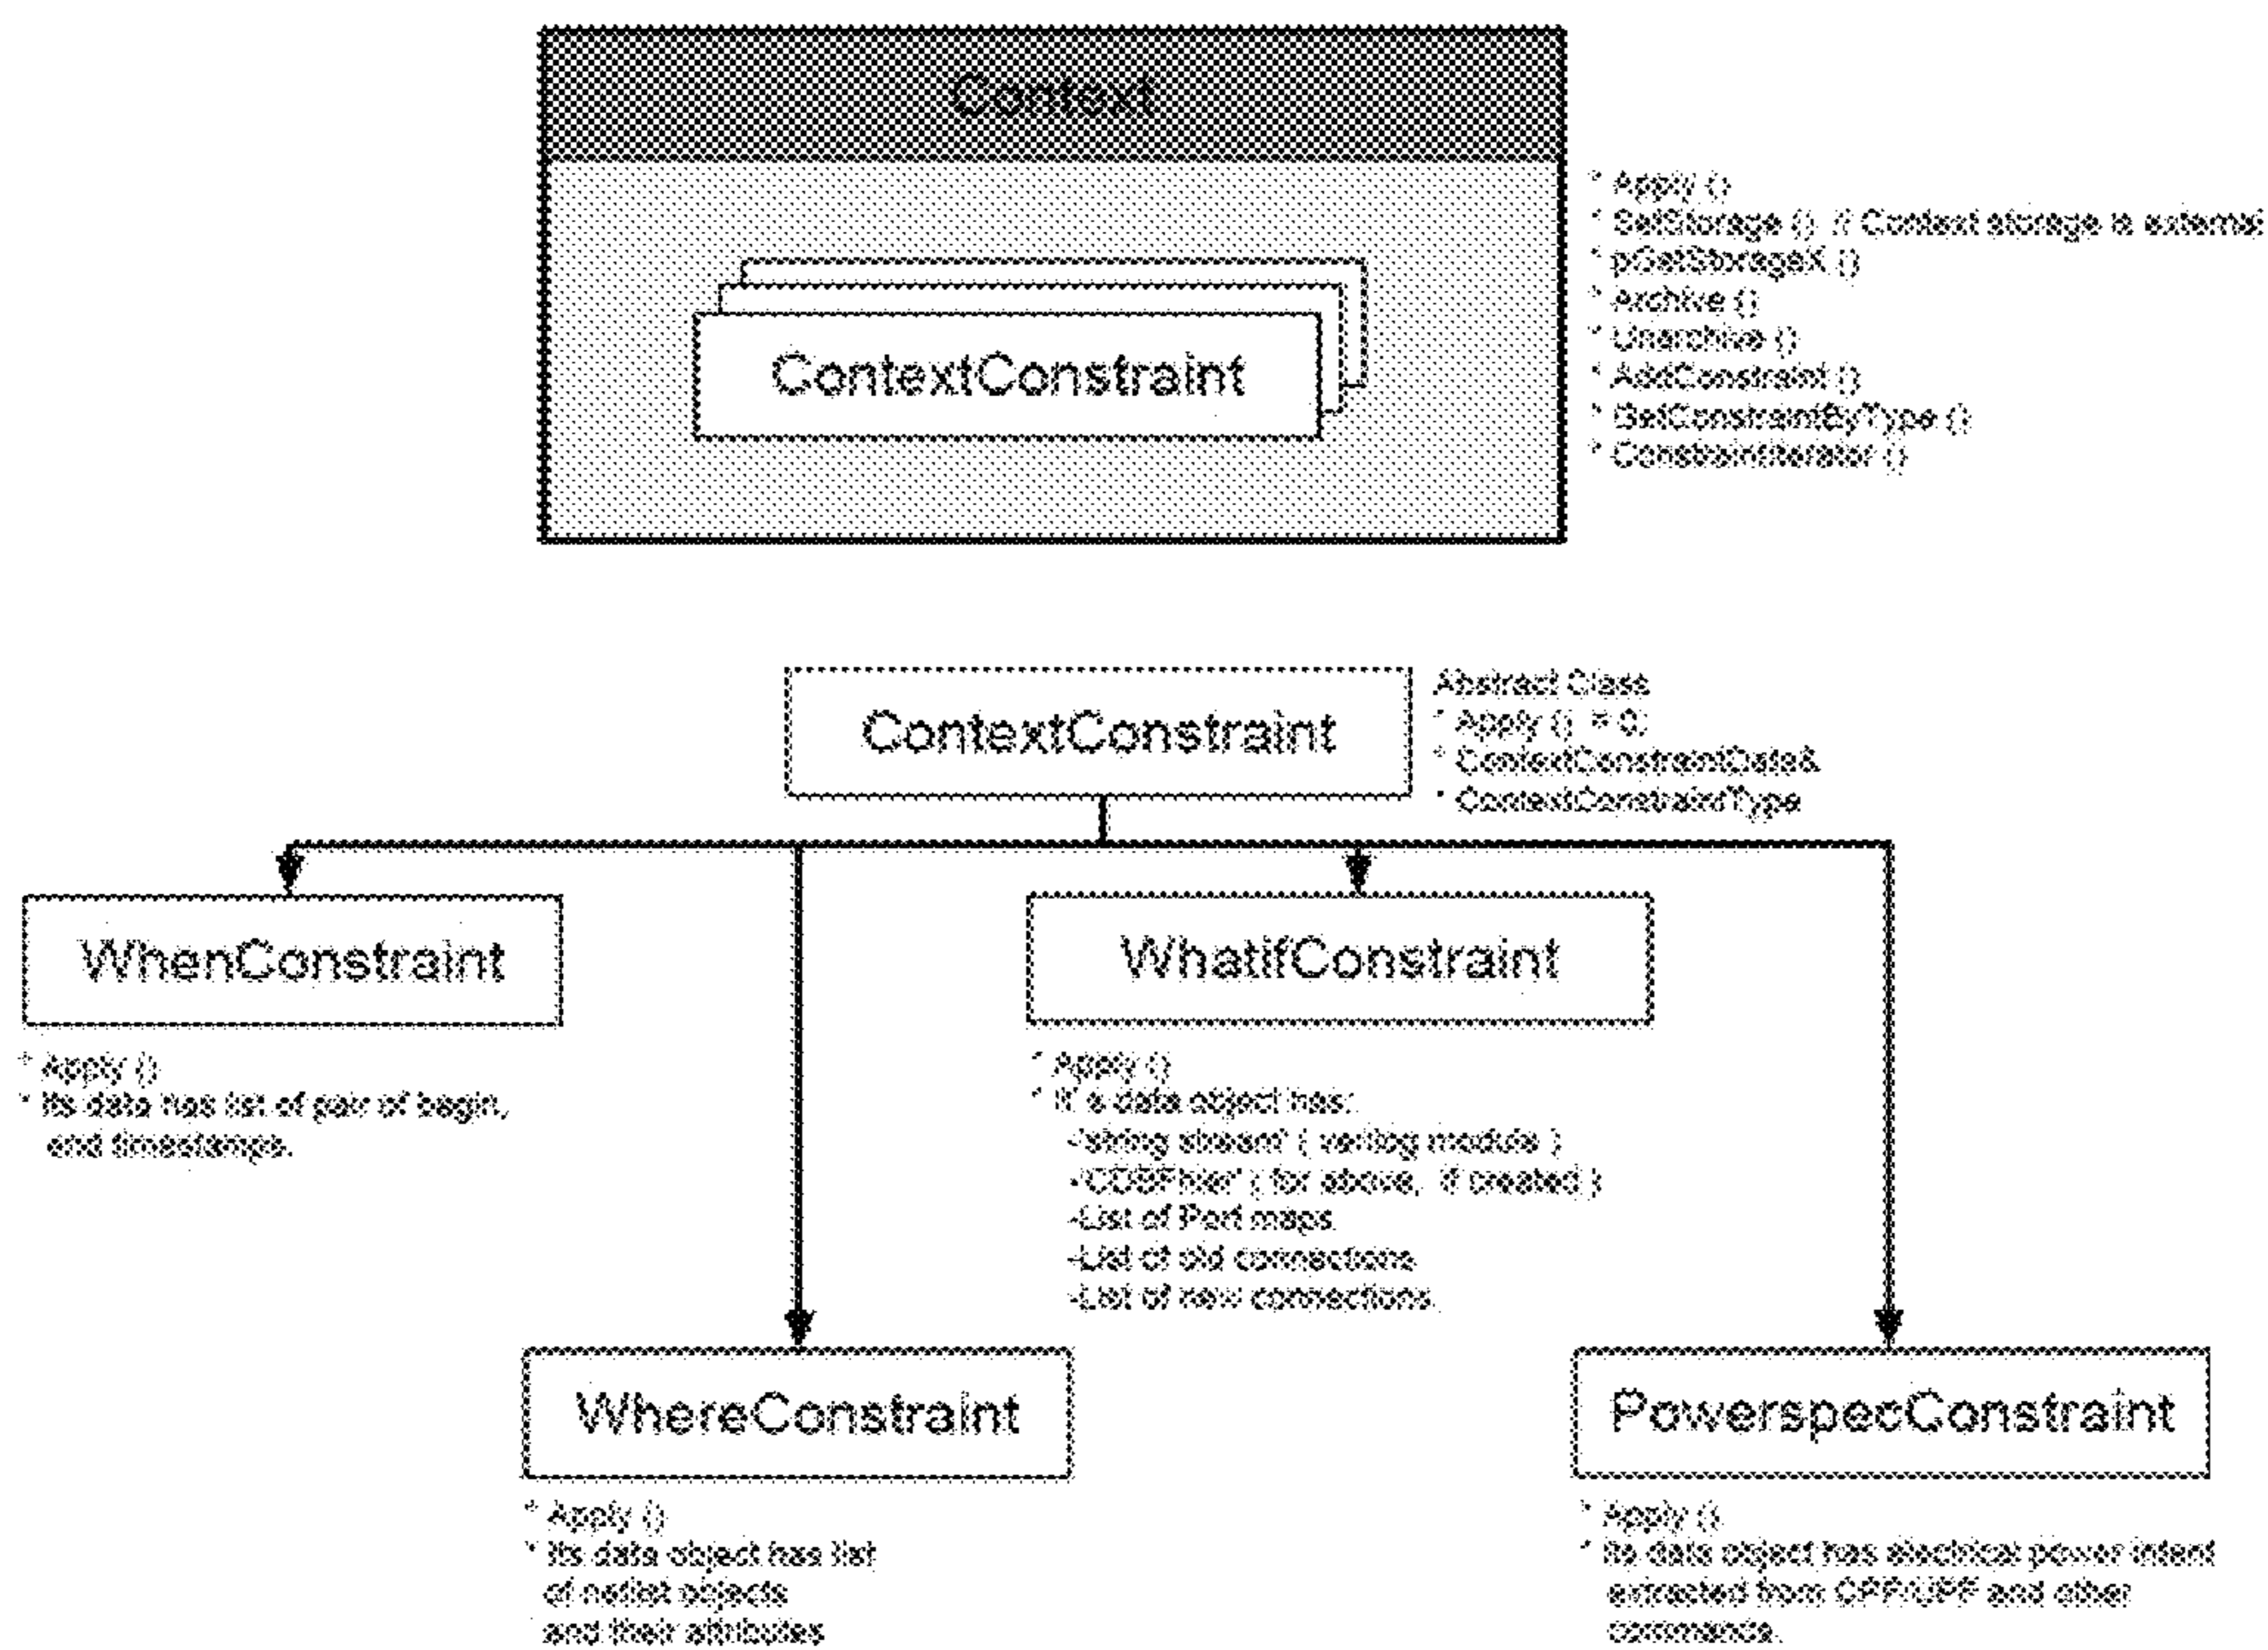 Context
ContextConstraint
* Apply ()
* SetStorage () // Context storage is external
* pGetStorageX ()
* Archive ()
* Unarchive ()
* AddConstraint ()
* GetConstraintByType ()
* ConstraintIterator ()
ContextConstraint
Abstract Class
* Apply () = 0;
* ContextConstraintData&
* ContextConstraintType
WhenConstraint
* Apply ()
* Its data has list of pair of begin,
end timestamps.
WhatifConstraint
* Apply ()
* It's data object has:
-'string stream' ( verilog module )
-List of Port maps
-List of old connections
-List of new connections.
WhereConstraint
* Apply ()
* Its data object has list
of netlist objects
and their attributes
PowerspecConstraint
* Apply ()
* Its data object has electrical power intent
extracted from CPF/UPF and other
commands.